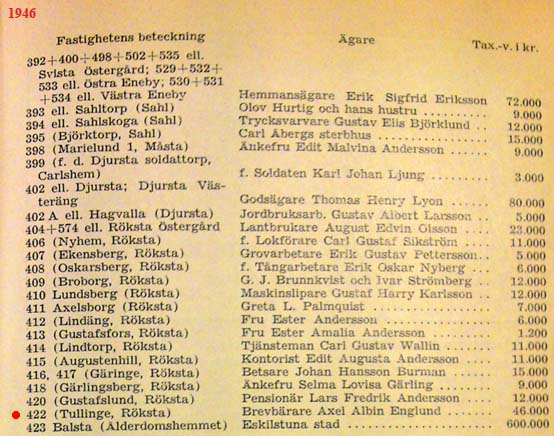 1946
Fastighetens beteckning Ägare Tax.-v. i kr.
392+400+498+502+535 ell.
Svista Östergård; 529+532+
533 ell. Östra Eneby; 530+531
+534 ell. Västra Eneby Hemmansägare Erik Sigfrid Eriksson 72.000
393 ell. Sahltorp (Sahl) Olov Hurtig och hans hustru ........ 9.000
394 ell. Sahlskoga (Sahl) Trycksvarvare Gustav Elis Björklund .. 12.000
395 (Björktorp, Sahl) Carl Åbergs sterbhus ............ 15.000
398 (Marielund 1, Måsta) Änkefru Edit Malvina Andersson ...... 9.000
399 (f. d. Djursta soldattorp,
Carlshem) f. Soldaten Karl Johan Ljung ........ 3.000
402 ell. Djursta; Djursta Väs-
teräng Godsägare Thomas Henry Lyon ........ 80.000
402 A ell. Hagvalla (Djursta) Jordbruksarb. Gustav Albert Larsson .. 5.000
404+574 ell. Röksta Östergård Lantbrukare August Edvin Olsson .... 23.000
406 (Nyhem, Röksta) f. Lokförare Carl Gustaf Sikström .... 11.000
407 (Ekensberg, Röksta) Grovarbetare Erik Gustav Pettersson.. 5.000
408 (Oskarsberg, Röksta) f. Tångarbetare Erik Oskar Nyberg .... 6.000
409 (Broborg, Röksta) G. J. Brunnkvist och Ivar Strömberg .. 12.000
410 Lundsberg (Röksta) Maskinslipare Gustaf Harry Karlsson .. 12.000
411 Axelsborg (Röksta) Greta L. Palmquist .............. 7.000
412 (Lindäng, Röksta) Fru Ester Andersson .............. 6.000
413 (Gustafsfors, Röksta) Fru Ester Amalia Andersson ........ 1.200
414 (Lindtorp, Röksta) Tjänsteman Carl Gustav Wallin ...... 11.000
415 (Augustenhill, Röksta) Kontorist Edit Augusta Andersson .... 11.000
416, 417 (Gäringe, Röksta) Betsare Johan Hansson Burman ...... 15.000
418 (Gärlingsberg, Röksta) Änkefru Selma Lovisa Gärling ........ 9.000
420 (Gustafslund, Röksta) Pensionär Lars Fredrik Andersson .... 12.000
422 (Tullinge, Röksta) Brevbärare Axel Albin Englund ...... 46.000
423 Balsta (Ålderdomshemmet) Eskilstuna stad ................ 600.000